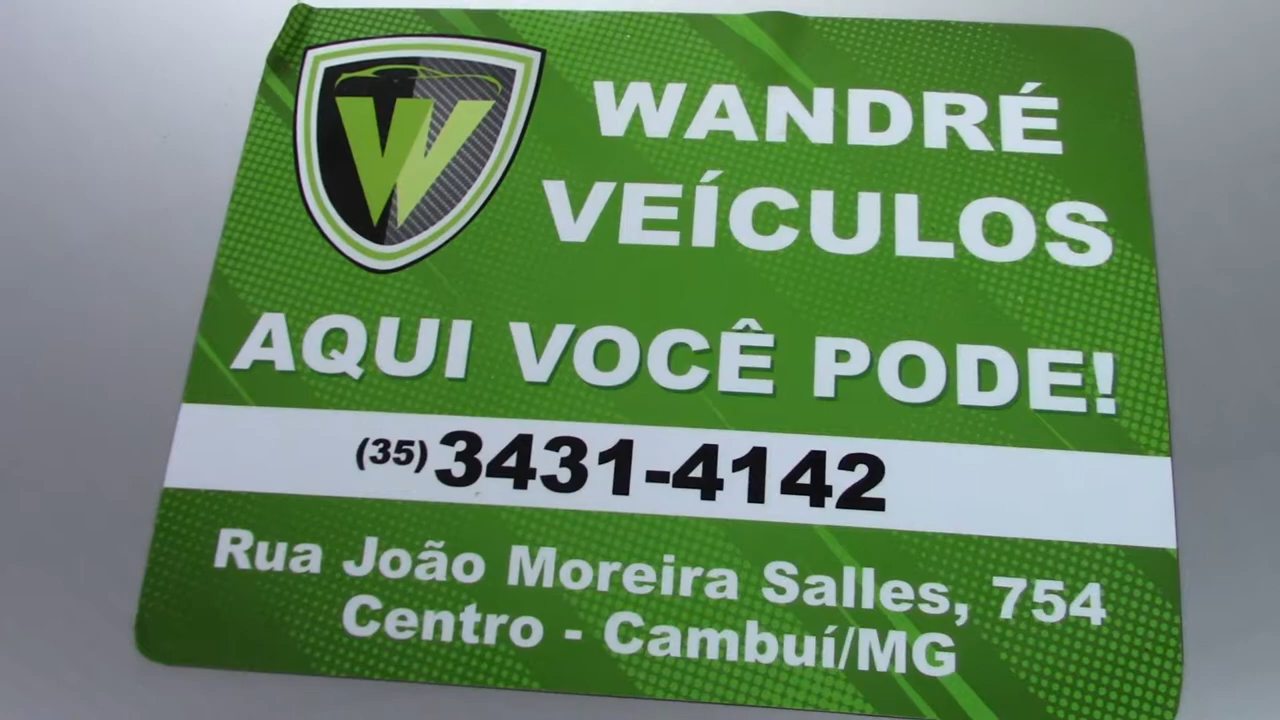 W
WANDRÉ
VEÍCULOS
AQUI VOCÊ PODE!
(35)3431-4142
Rua João Moreira Salles, 754
Centro - Cambuí/MG